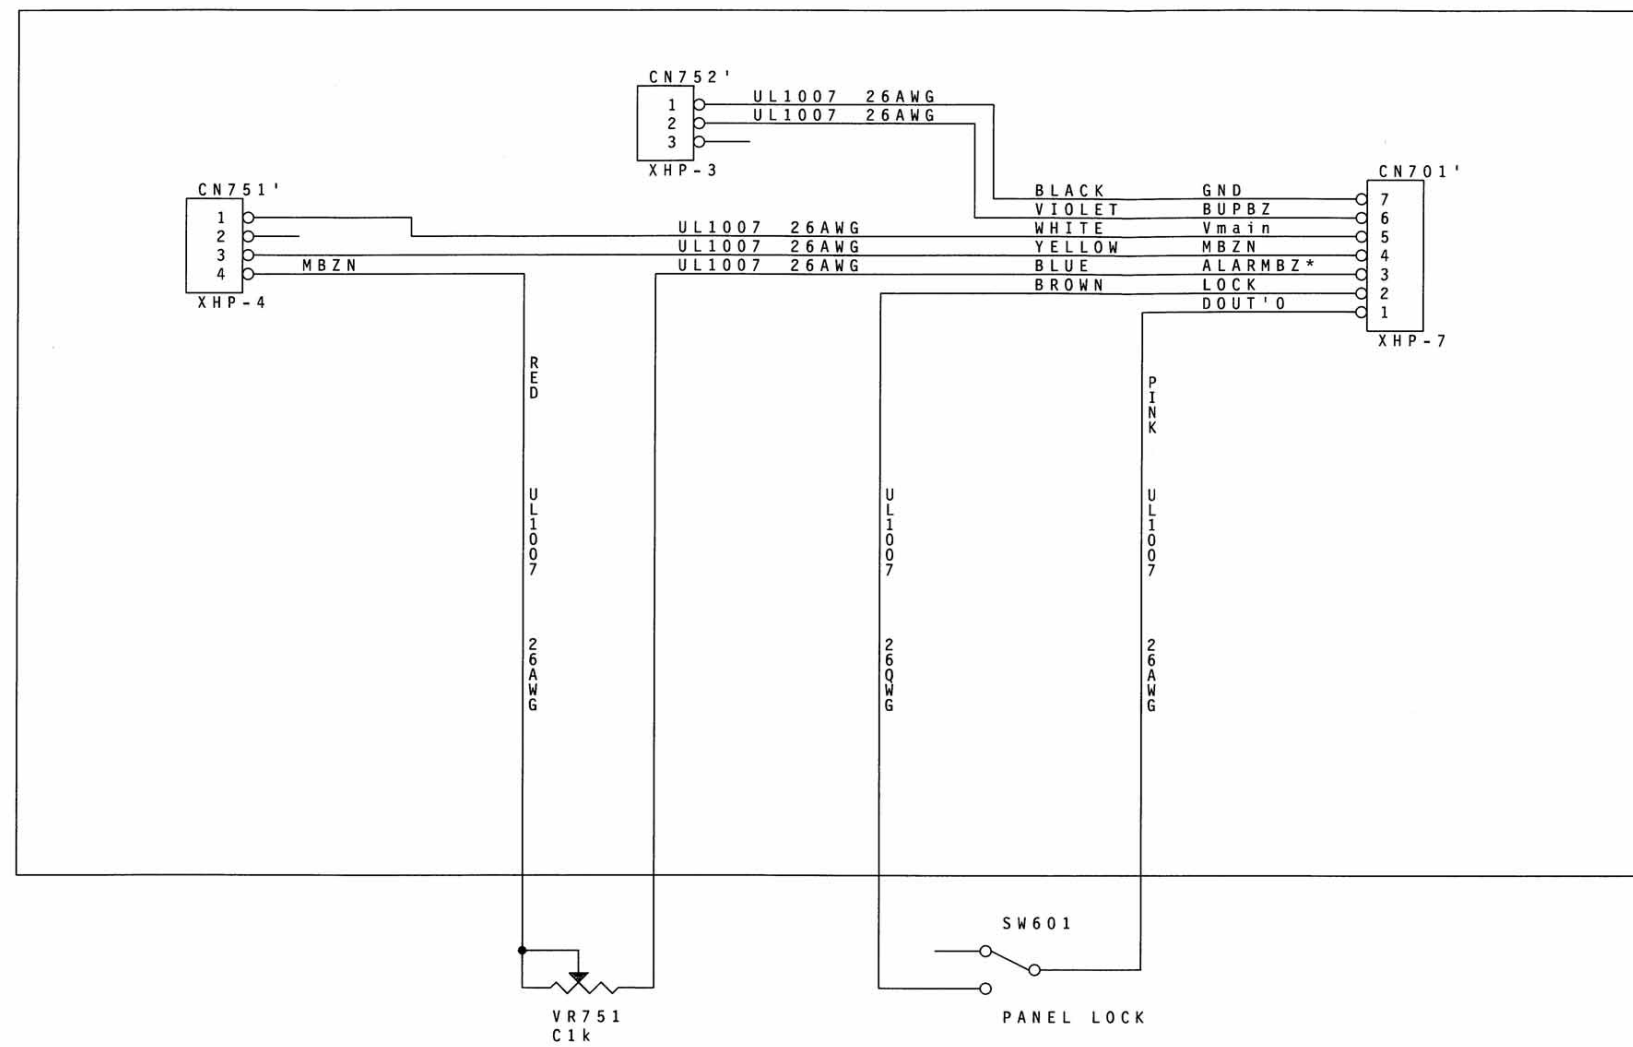 CN752'
1 UL1007 26AWG
2 UL1007 26AWG
3
XHP-3
CN701'
CN751'
BLACK GND 7
1
VIOLET BUPBZ 6
2 UL1007 26AWG WHITE Vmain 5
3 UL1007 26AWG YELLOW MBZN 4
4 MBZN UL1007 26AWG BLUE ALARMBZ* 3
BROWN LOCK 2
XHP-4
DOUT'0 1
XHP-7
RED UL1007 26AWG
UL1007 26QWG
PINK UL1007 26AWG
SW601
VR751
C1k
PANEL LOCK